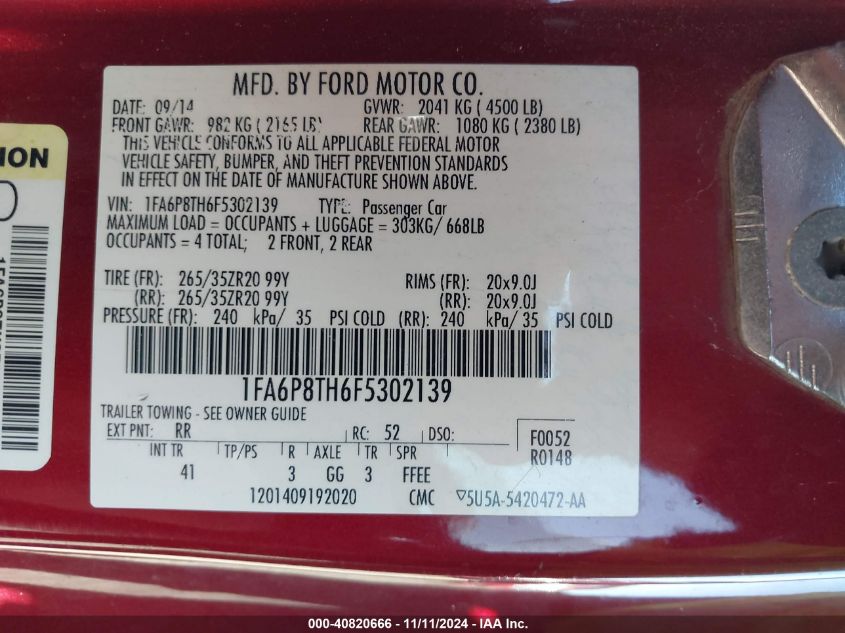 MFD. BY FORD MOTOR CO.
DATE: 09/14 GVWR: 2041 KG ( 4500 LB)
FRONT GAWR: 982 KG ( 2165 LB) REAR GAWR: 1080 KG ( 2380 LB)
THIS VEHICLE CONFORMS TO ALL APPLICABLE FEDERAL MOTOR
VEHICLE SAFETY, BUMPER, AND THEFT PREVENTION STANDARDS
IN EFFECT ON THE DATE OF MANUFACTURE SHOWN ABOVE.
VIN: 1FA6P8TH6F5302139 TYPE: Passenger Car
MAXIMUM LOAD = OCCUPANTS + LUGGAGE = 303KG/ 668LB
OCCUPANTS = 4 TOTAL; 2 FRONT, 2 REAR
TIRE (FR): 265/35ZR20 99Y RIMS (FR): 20x9.0J
(RR): 265/35ZR20 99Y (RR): 20x9.0J
PRESSURE (FR): 240 kPa/ 35 PSI COLD (RR): 240 kPa/ 35 PSI COLD
1FA6P8TH6F5302139
TRAILER TOWING - SEE OWNER GUIDE
EXT PNT: RR RC: 52 DSO: F0052
INT TR TP/PS R AXLE TR SPR R0148
41 3 GG 3 FFEE
1201409192020 CMC ▽5U5A-5420472-AA
000-40820666 - 11/11/2024 - IAA Inc.